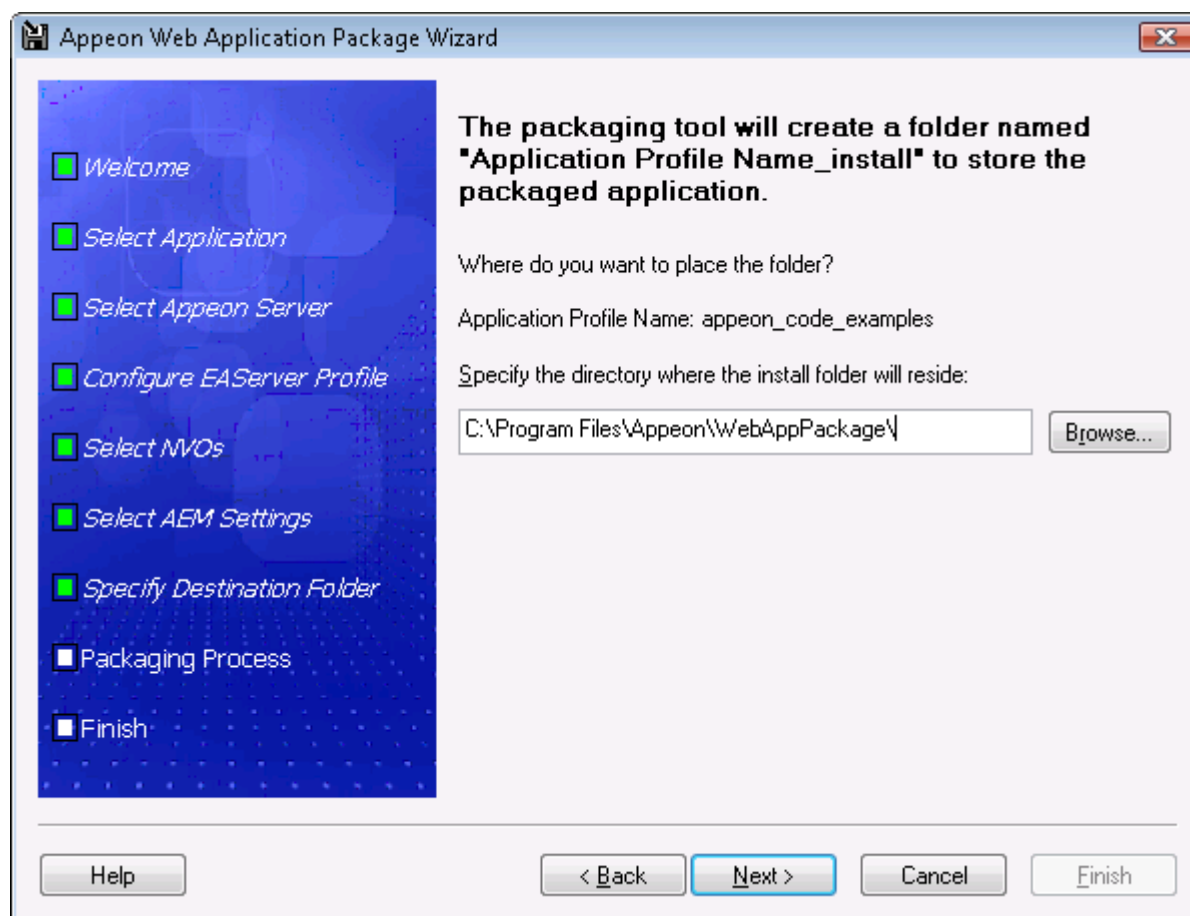 Appeon Web Application Package Wizard
Welcome
Select Application
Select Appeon Server
Configure EAServer Profile
Select NVOs
Select AEM Settings
Specify Destination Folder
Packaging Process
Finish
The packaging tool will create a folder named
"Application Profile Name_install" to store the
packaged application.
Where do you want to place the folder?
Application Profile Name: appeon_code_examples
Specify the directory where the install folder will reside:
C:\Program Files\Appeon\WebAppPackage\
Browse...
Help
< Back
Next >
Cancel
Finish